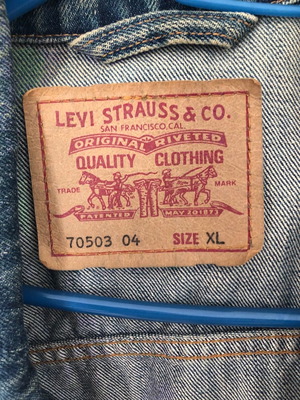 LEVI STRAUSS & CO.
SAN FRANCISCO, CAL.
ORIGINAL RIVETED
QUALITY CLOTHING
TRADE MARK
PATENTED MAY 20 1873
70503 04 SIZE XL